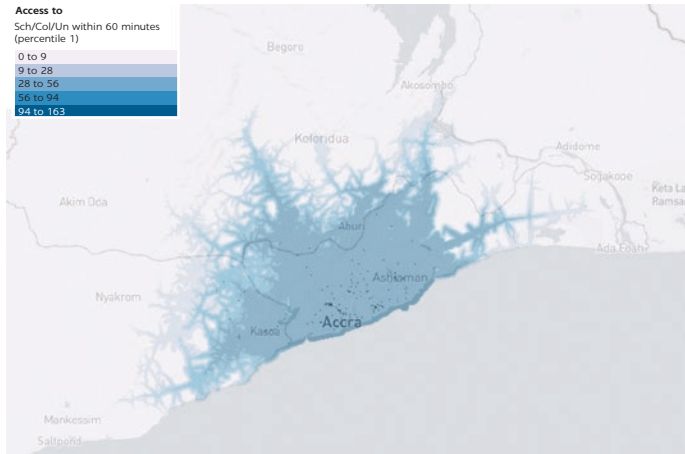 Access to
Sch/Col/Un within 60 minutes
(percentile 1)
0 to 9
9 to 28
28 to 56
56 to 94
94 to 163
Begoro
Akosombo
Koforidua
Adidome
Sogakope
Akim Oda
Keta La
Ramsar
Aburi
Ada Foah
Ashiaman
Nyakrom
Accra
Kasoa
Mankessim
Saltpond